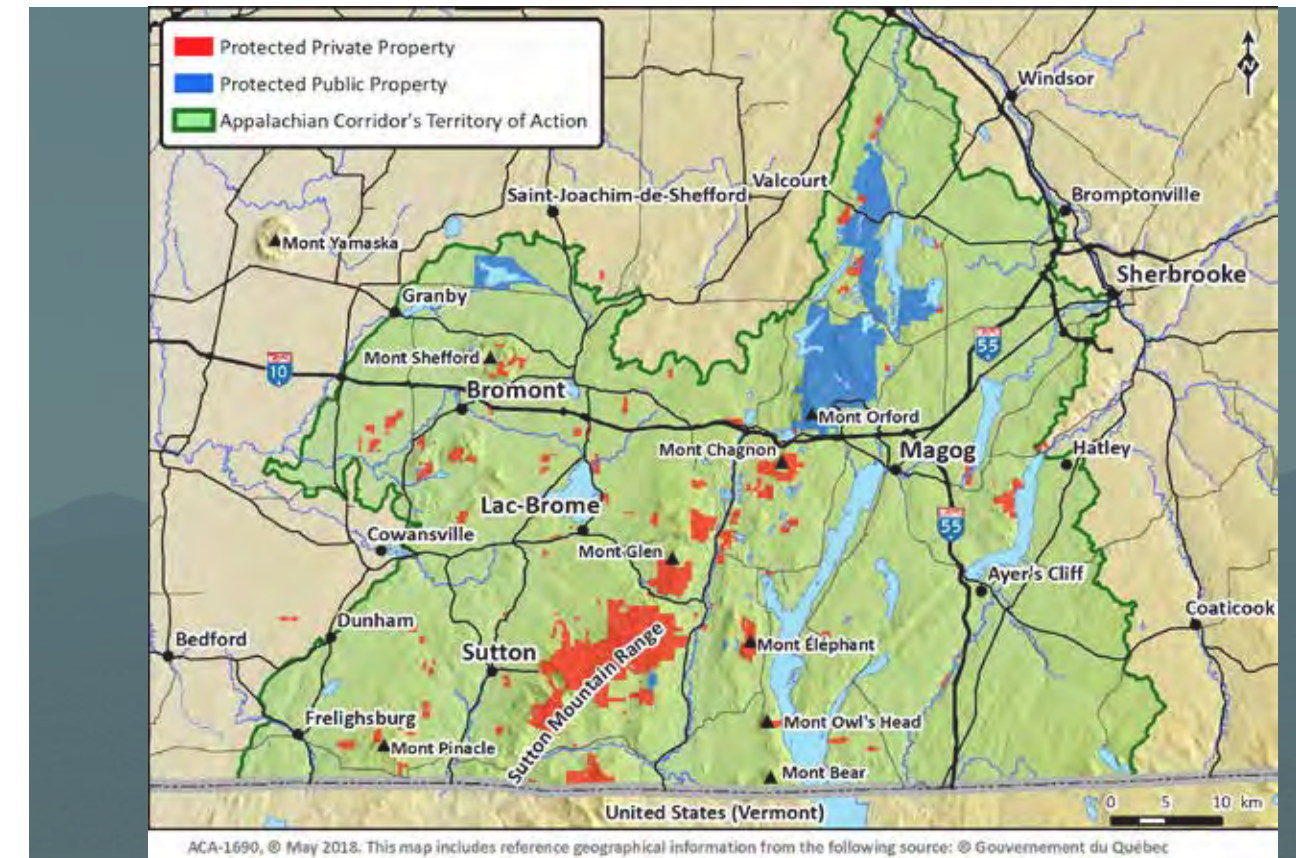 Protected Private Property
Protected Public Property
Appalachian Corridor's Territory of Action
N
Windsor
Valcourt
Saint-Joachim-de-Shefford
Bromptonville
Mont Yamaska
Sherbrooke
Granby
55
Mont Shefford
10
Bromont
Mont Orford
Mont Chagnon
Magog
Hatley
Lac-Brome
55
Cowansville
Mont Glen
Ayer's Cliff
Coaticook
Dunham
Bedford
Mont Éléphant
Sutton
Sutton Mountain Range
Frelighsburg
Mont Owl's Head
Mont Pinacle
Mont Bear
United States (Vermont)
0 5 10 km
ACA-1690, © May 2018. This map includes reference geographical information from the following source: © Gouvernement du Québec